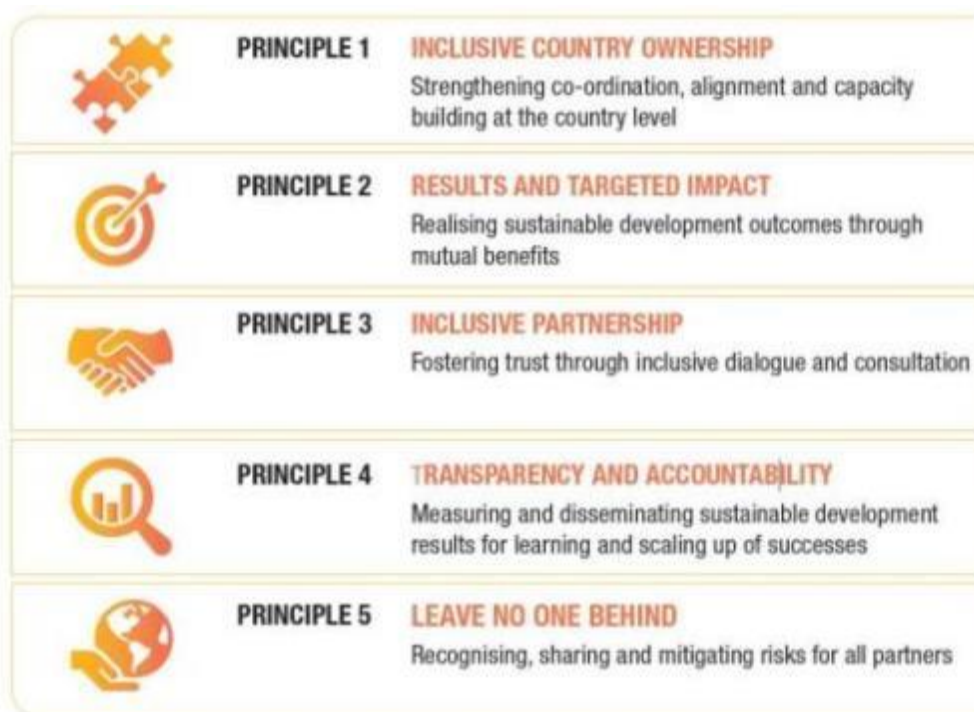 PRINCIPLE 1 INCLUSIVE COUNTRY OWNERSHIP
Strengthening co-ordination, alignment and capacity
building at the country level
PRINCIPLE 2 RESULTS AND TARGETED IMPACT
Realising sustainable development outcomes through
mutual benefits
PRINCIPLE 3 INCLUSIVE PARTNERSHIP
Fostering trust through inclusive dialogue and consultation
PRINCIPLE 4 TRANSPARENCY AND ACCOUNTABILITY
Measuring and disseminating sustainable development
results for learning and scaling up of successes
PRINCIPLE 5 LEAVE NO ONE BEHIND
Recognising, sharing and mitigating risks for all partners